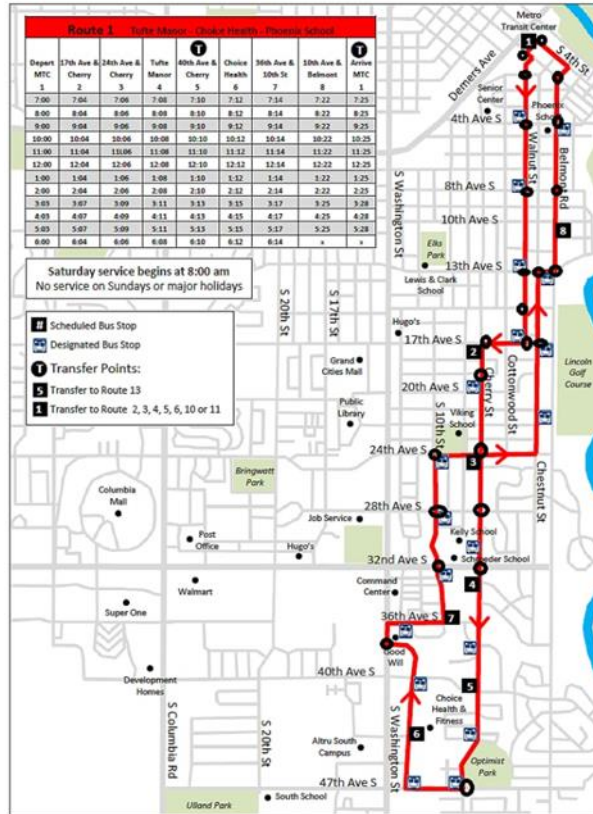 Route 1 Tufte Manor - Choice Health - Phoenix School
T T
Depart MTC 17th Ave & Cherry 24th Ave & Cherry Tufte Manor 40th Ave & Cherry Choice Health 36th Ave & 10th St 10th Ave & Belmont Arrive MTC
1 2 3 4 5 6 7 8 1
7:00 7:04 7:06 7:08 7:10 7:12 7:14 7:22 7:25
8:00 8:04 8:06 8:08 8:10 8:12 8:14 8:22 8:25
9:00 9:04 9:06 9:08 9:10 9:12 9:14 9:22 9:25
10:00 10:04 10:06 10:08 10:10 10:12 10:14 10:22 10:25
11:00 11:04 11:06 11:08 11:10 11:12 11:14 11:22 11:25
12:00 12:04 12:06 12:08 12:10 12:12 12:14 12:22 12:25
1:00 1:04 1:06 1:08 1:10 1:12 1:14 1:22 1:25
2:00 2:04 2:06 2:08 2:10 2:12 2:14 2:22 2:25
3:03 3:07 3:09 3:11 3:13 3:15 3:17 3:25 3:28
4:03 4:07 4:09 4:11 4:13 4:15 4:17 4:25 4:28
5:03 5:07 5:09 5:11 5:13 5:15 5:17 5:25 5:28
6:00 6:04 6:06 6:08 6:10 6:12 6:14 x x
Saturday service begins at 8:00 am
No service on Sundays or major holidays
# Scheduled Bus Stop
Designated Bus Stop
T Transfer Points:
5 Transfer to Route 13
1 Transfer to Route 2, 3, 4, 5, 6, 10 or 11
Metro
Transit Center
1
S 4th St
Demers Ave
Senior
Center
Phoenix
School
4th Ave S
Walnut St
Belmont Rd
S Washington St
8th Ave S
10th Ave S
8
Elks
Park
13th Ave S
Lewis & Clark
School
S 20th St
S 17th St
Hugo's
17th Ave S
2
Lincoln
Golf
Course
Grand
Cities Mall
20th Ave S
Cherry St
Cottonwood St
Public
Library
S 10th St
Viking
School
24th Ave S
3
Chestnut St
Bringwatt
Park
Columbia
Mall
28th Ave S
Job Service
Post
Office
Hugo's
Kelly School
32nd Ave S
Schroeder School
Walmart
Command
Center
4
Super One
36th Ave S
7
Good
Will
Development
Homes
40th Ave S
5
S Columbia Rd
S 20th St
S Washington St
Choice
Health &
Fitness
6
Altru South
Campus
Optimist
Park
47th Ave S
Ulland Park
South School